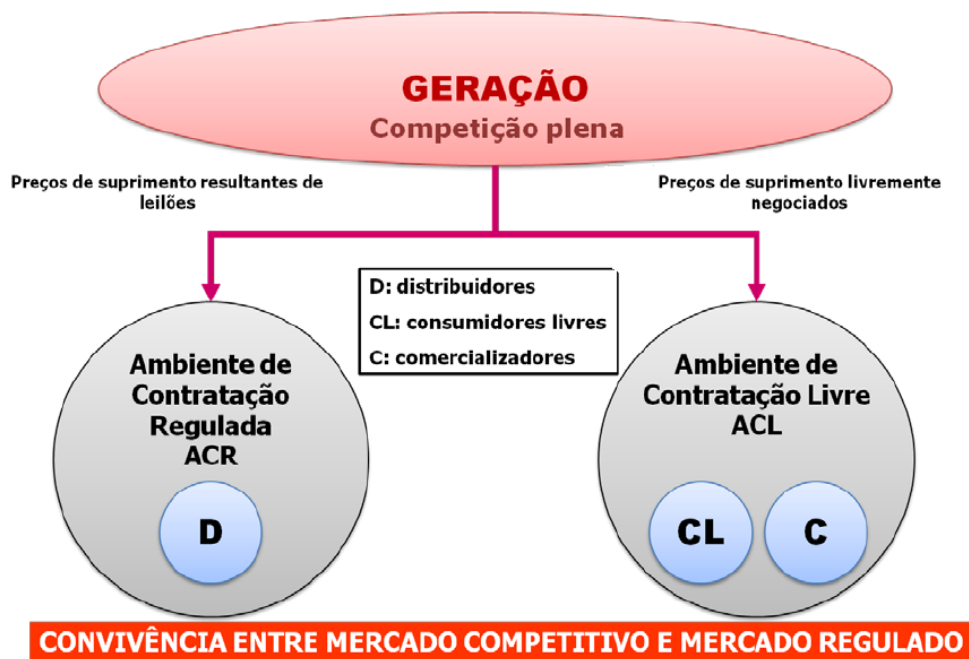 GERAÇÃO
Competição plena
Preços de suprimento resultantes de
leilões
Preços de suprimento livremente
negociados
D: distribuidores
CL: consumidores livres
C: comercializadores
Ambiente de
Contratação
Regulada
ACR
D
Ambiente de
Contratação Livre
ACL
CL
C
CONVIVÊNCIA ENTRE MERCADO COMPETITIVO E MERCADO REGULADO